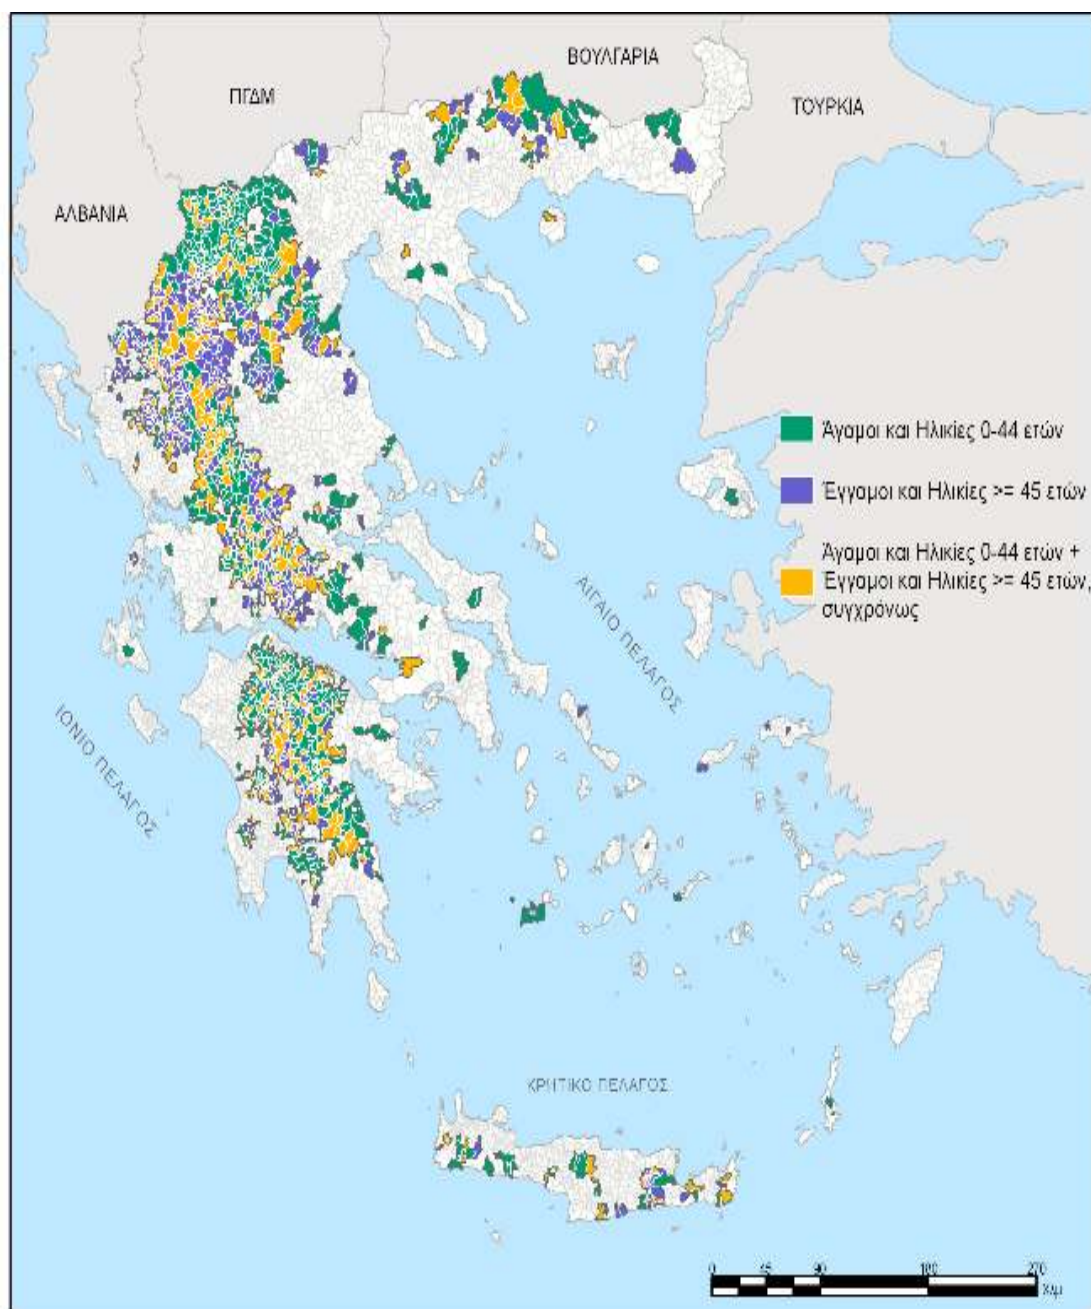 ΒΟΥΛΓΑΡΙΑ
ΠΓΔΜ
ΤΟΥΡΚΙΑ
ΑΛΒΑΝΙΑ
Άγαμοι και Ηλικίες 0-44 ετών
Έγγαμοι και Ηλικίες >= 45 ετών
Άγαμοι και Ηλικίες 0-44 ετών +
Έγγαμοι και Ηλικίες >= 45 ετών,
συγχρόνως
ΑΙΓΑΙΟ ΠΕΛΑΓΟΣ
ΙΟΝΙΟ ΠΕΛΑΓΟΣ
ΚΡΗΤΙΚΟ ΠΕΛΑΓΟΣ
0 45 90 180 270
Χλμ